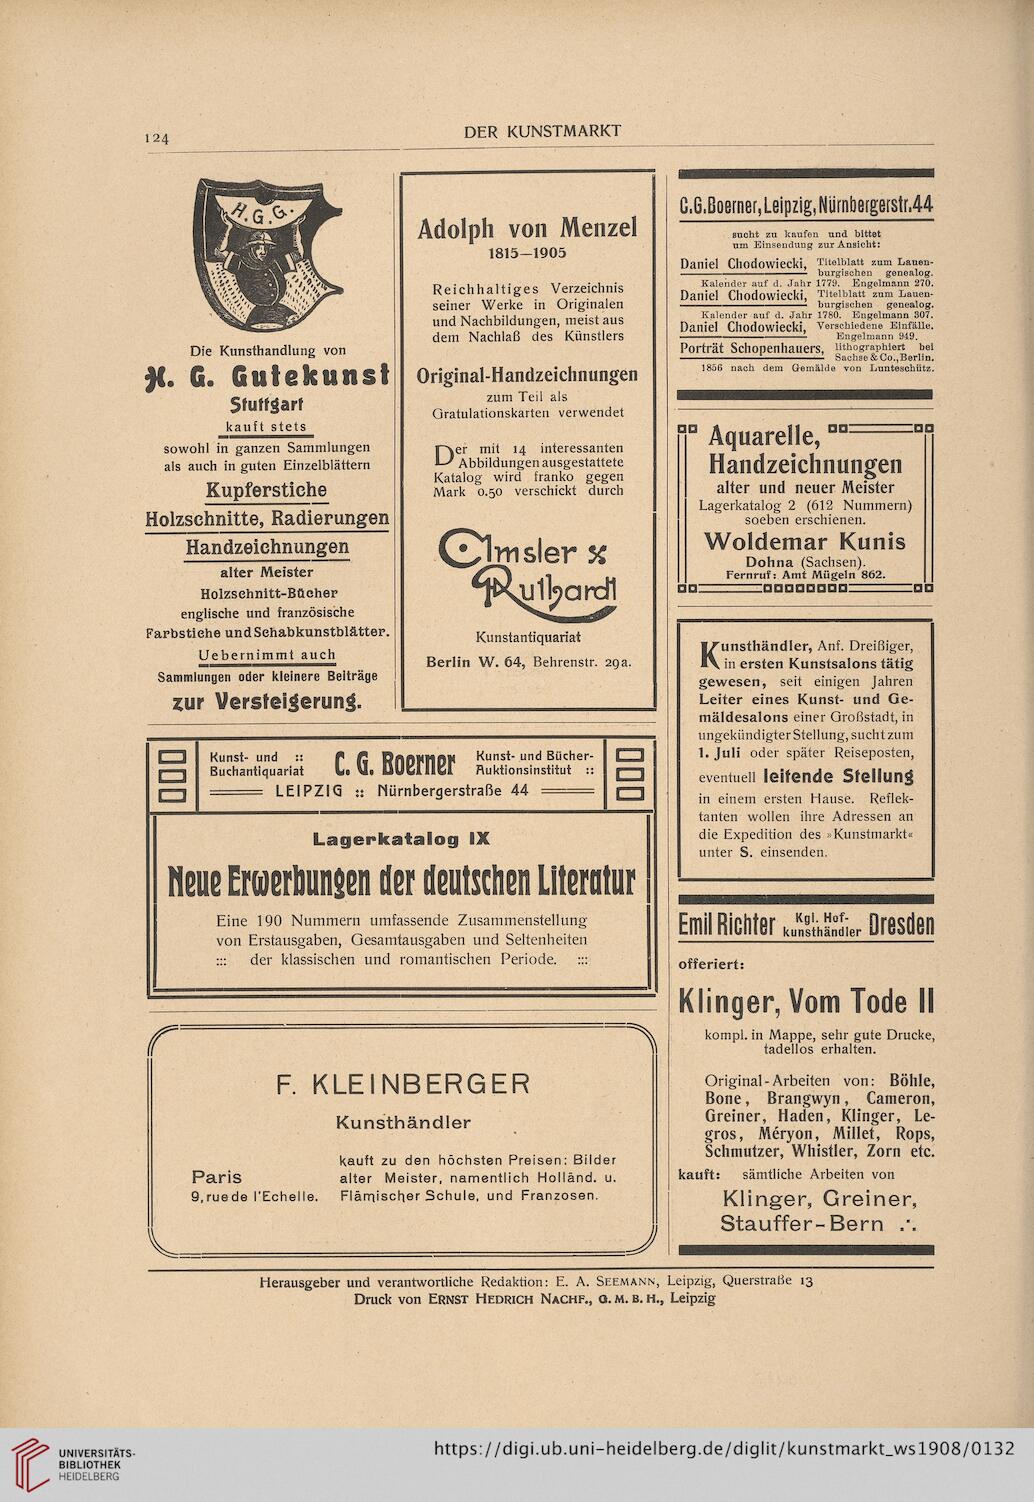 124
DER KUNSTMARKT
H.G.G.
Die Kunsthandlung von
H. G. Gutekunst
Stuttgart
kauft stets
sowohl in ganzen Sammlungen
als auch in guten Einzelblättern
Kupferstiche
Holzschnitte, Radierungen
Handzeichnungen
alter Meister
Holzschnitt-Bücher
englische und französische
Farbstiche und Schabkunstblätter.
Uebernimmt auch
Sammlungen oder kleinere Beiträge
zur Versteigerung.
Adolph von Menzel
1815—1905
Reichhaltiges Verzeichnis
seiner Werke in Originalen
und Nachbildungen, meist aus
dem Nachlaß des Künstlers
Original-Handzeichnungen
zum Teil als
Gratulationskarten verwendet
Der mit 14 interessanten
Abbildungen ausgestattete
Katalog wird franko gegen
Mark 0.50 verschickt durch
Amsler &
Ruthardt
Kunstantiquariat
Berlin W. 64, Behrenstr. 29a.
C.G.Boerner, Leipzig, Nürnbergerstr.44
sucht zu kaufen und bittet
um Einsendung zur Ansicht:
Daniel Chodowiecki, Titelblatt zum Lauen-
burgischen genealog.
Kalender auf d. Jahr 1779. Engelmann 270.
Daniel Chodowiecki, Titelblatt zum Lauen-
burgischen genealog.
Kalender auf d. Jahr 1780. Engelmann 307.
Daniel Chodowiecki, Verschiedene Einfälle.
Engelmann 949.
Porträt Schopenhauers, lithographiert bei
Sachse & Co., Berlin.
1856 nach dem Gemälde von Lunteschütz.
Aquarelle,
Handzeichnungen
alter und neuer Meister
Lagerkatalog 2 (612 Nummern)
soeben erschienen.
Woldemar Kunis
Dohna (Sachsen).
Fernruf: Amt Mügeln 862.
Kunsthändler, Anf. Dreißiger,
in ersten Kunstsalons tätig
gewesen, seit einigen Jahren
Leiter eines Kunst- und Ge-
mäldesalons einer Großstadt, in
ungekündigter Stellung, sucht zum
1. Juli oder später Reiseposten,
eventuell leitende Stellung
in einem ersten Hause. Reflek-
tanten wollen ihre Adressen an
die Expedition des »Kunstmarkt«
unter S. einsenden.
Kunst- und ::
Buchantiquariat
C. G. Boerner
Kunst- und Bücher-
Auktionsinstitut ::
LEIPZIG :: Nürnbergerstraße 44
Lagerkatalog IX
Neue Erwerbungen der deutschen Literatur
Eine 190 Nummern umfassende Zusammenstellung
von Erstausgaben, Gesamtausgaben und Seltenheiten
::: der klassischen und romantischen Periode. :::
F. KLEINBERGER
Kunsthändler
Paris
9, rue de l'Echelle.
kauft zu den höchsten Preisen: Bilder
alter Meister, namentlich Holländ. u.
Flämischer Schule, und Franzosen.
Emil Richter Kgl. Hof-
kunsthändler Dresden
offeriert:
Klinger, Vom Tode II
kompl. in Mappe, sehr gute Drucke,
tadellos erhalten.
Original-Arbeiten von: Böhle,
Bone, Brangwyn, Cameron,
Greiner, Haden, Klinger, Le-
gros, Méryon, Millet, Rops,
Schmutzer, Whistler, Zorn etc.
kauft: sämtliche Arbeiten von
Klinger, Greiner,
Stauffer-Bern .·.
Herausgeber und verantwortliche Redaktion: E. A. SEEMANN, Leipzig, Querstraße 13
Druck von ERNST HEDRICH NACHF., G. M. B. H., Leipzig
UNIVERSITÄTS-
BIBLIOTHEK
HEIDELBERG
https://digi.ub.uni-heidelberg.de/diglit/kunstmarkt_ws1908/0132